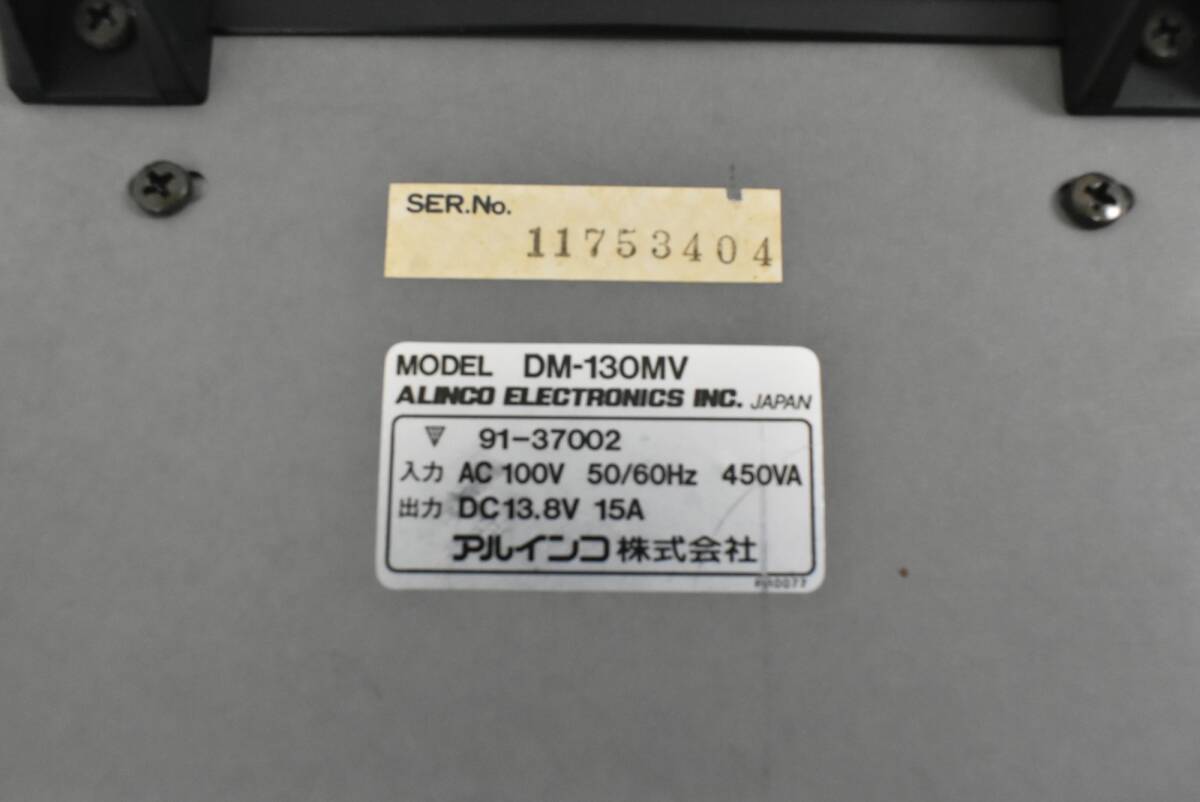 SER.No.
11753404
MODEL DM-130MV
ALINCO ELECTRONICS INC. JAPAN
91-37002
入力 AC 100V 50/60Hz 450VA
出力 DC 13.8V 15A
アルインコ株式会社